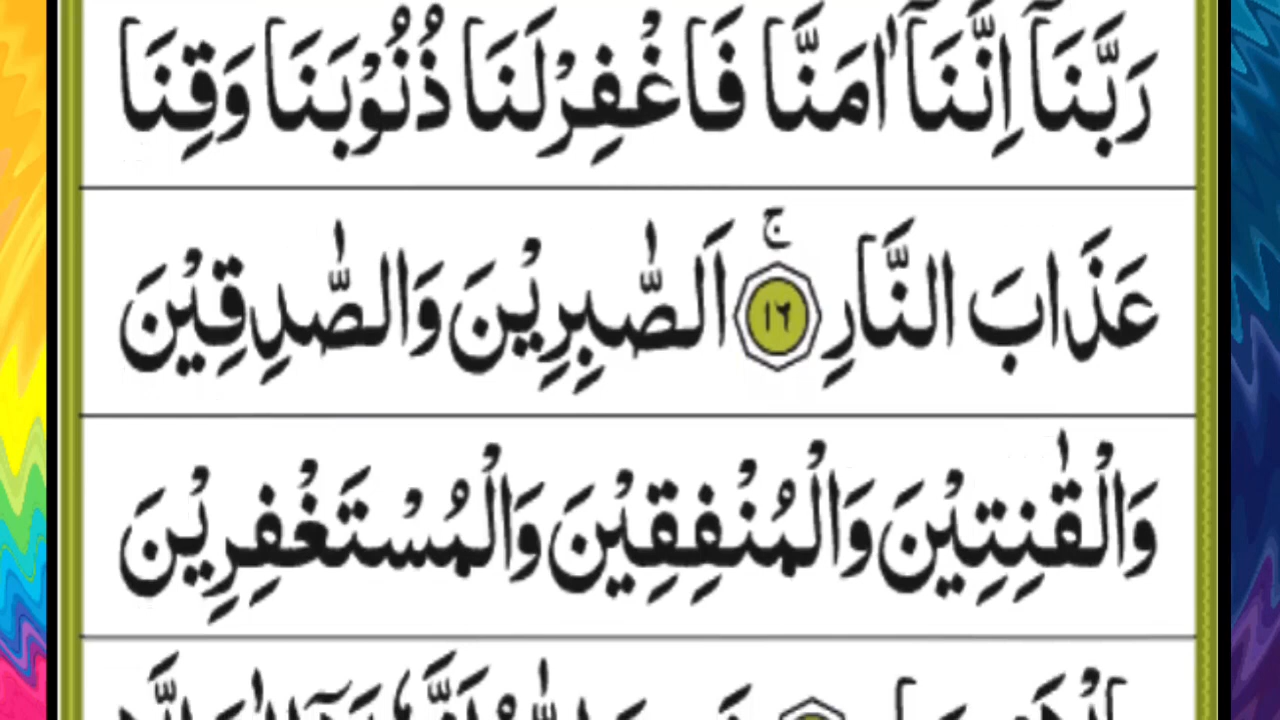 رَبَّنَآ اِنَّنَآ اٰمَنَّا فَاغْفِرْلَنَا ذُنُوْبَنَا وَقِنَا
عَذَابَ النَّارِ ۚ ١٦ اَلصّٰبِرِيْنَ وَالصّٰدِقِيْنَ
وَالْقٰنِتِيْنَ وَالْمُنْفِقِيْنَ وَالْمُسْتَغْفِرِيْنَ